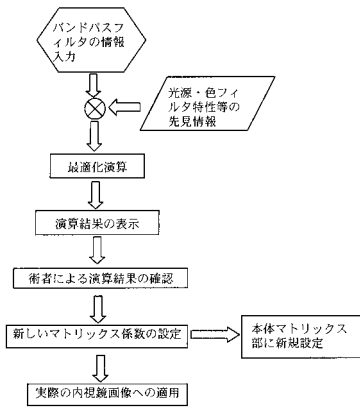 バンドパスフ
ィルタの情報
入力
光源・色フィ
ルタ特性等の
先見情報
最適化演算
演算結果の表示
術者による演算結果の確認
新しいマトリックス係数の設定
本体マトリックス
部に新規設定
実際の内視鏡画像への適用